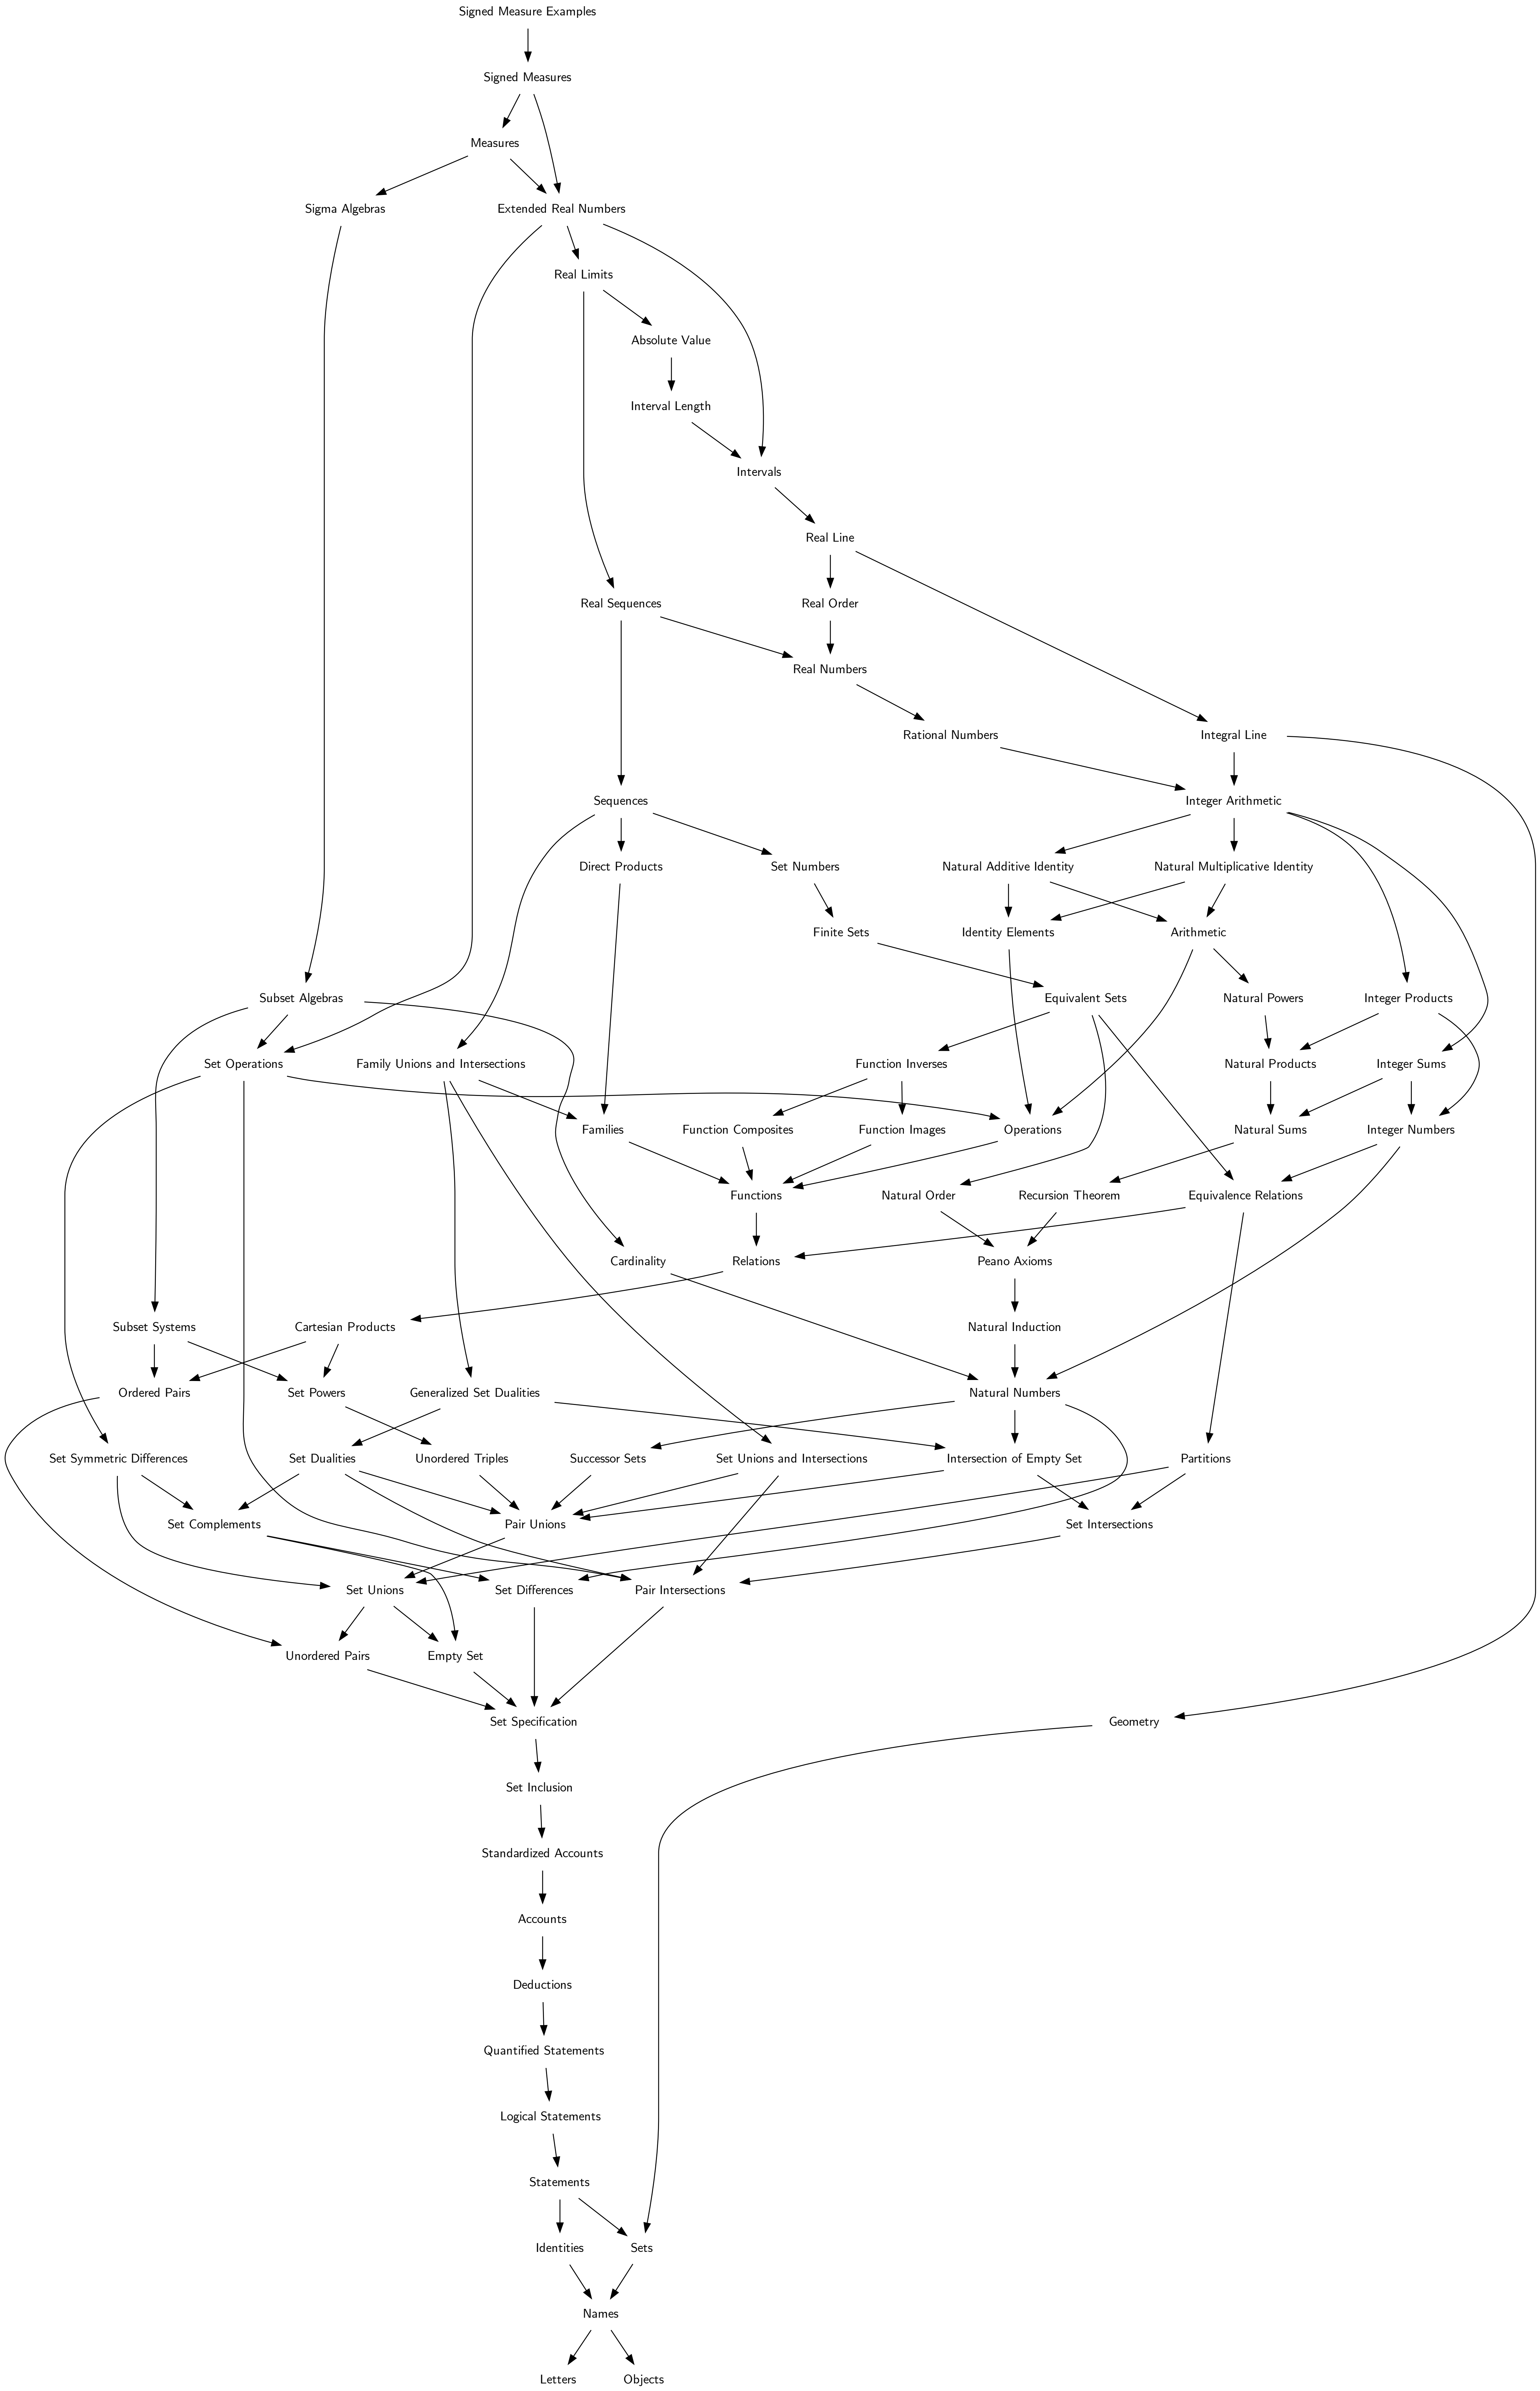 Signed Measure Examples
Signed Measures
Measures
Sigma Algebras
Extended Real Numbers
Real Limits
Absolute Value
Interval Length
Intervals
Real Line
Real Sequences
Real Order
Real Numbers
Rational Numbers
Integral Line
Sequences
Integer Arithmetic
Direct Products
Set Numbers
Natural Additive Identity
Natural Multiplicative Identity
Finite Sets
Identity Elements
Arithmetic
Subset Algebras
Equivalent Sets
Natural Powers
Integer Products
Set Operations
Family Unions and Intersections
Function Inverses
Natural Products
Integer Sums
Families
Function Composites
Function Images
Operations
Natural Sums
Integer Numbers
Functions
Natural Order
Recursion Theorem
Equivalence Relations
Cardinality
Relations
Peano Axioms
Subset Systems
Cartesian Products
Natural Induction
Ordered Pairs
Set Powers
Generalized Set Dualities
Natural Numbers
Set Symmetric Differences
Set Dualities
Unordered Triples
Successor Sets
Set Unions and Intersections
Intersection of Empty Set
Partitions
Set Complements
Pair Unions
Set Intersections
Set Unions
Set Differences
Pair Intersections
Unordered Pairs
Empty Set
Set Specification
Geometry
Set Inclusion
Standardized Accounts
Accounts
Deductions
Quantified Statements
Logical Statements
Statements
Identities
Sets
Names
Letters
Objects